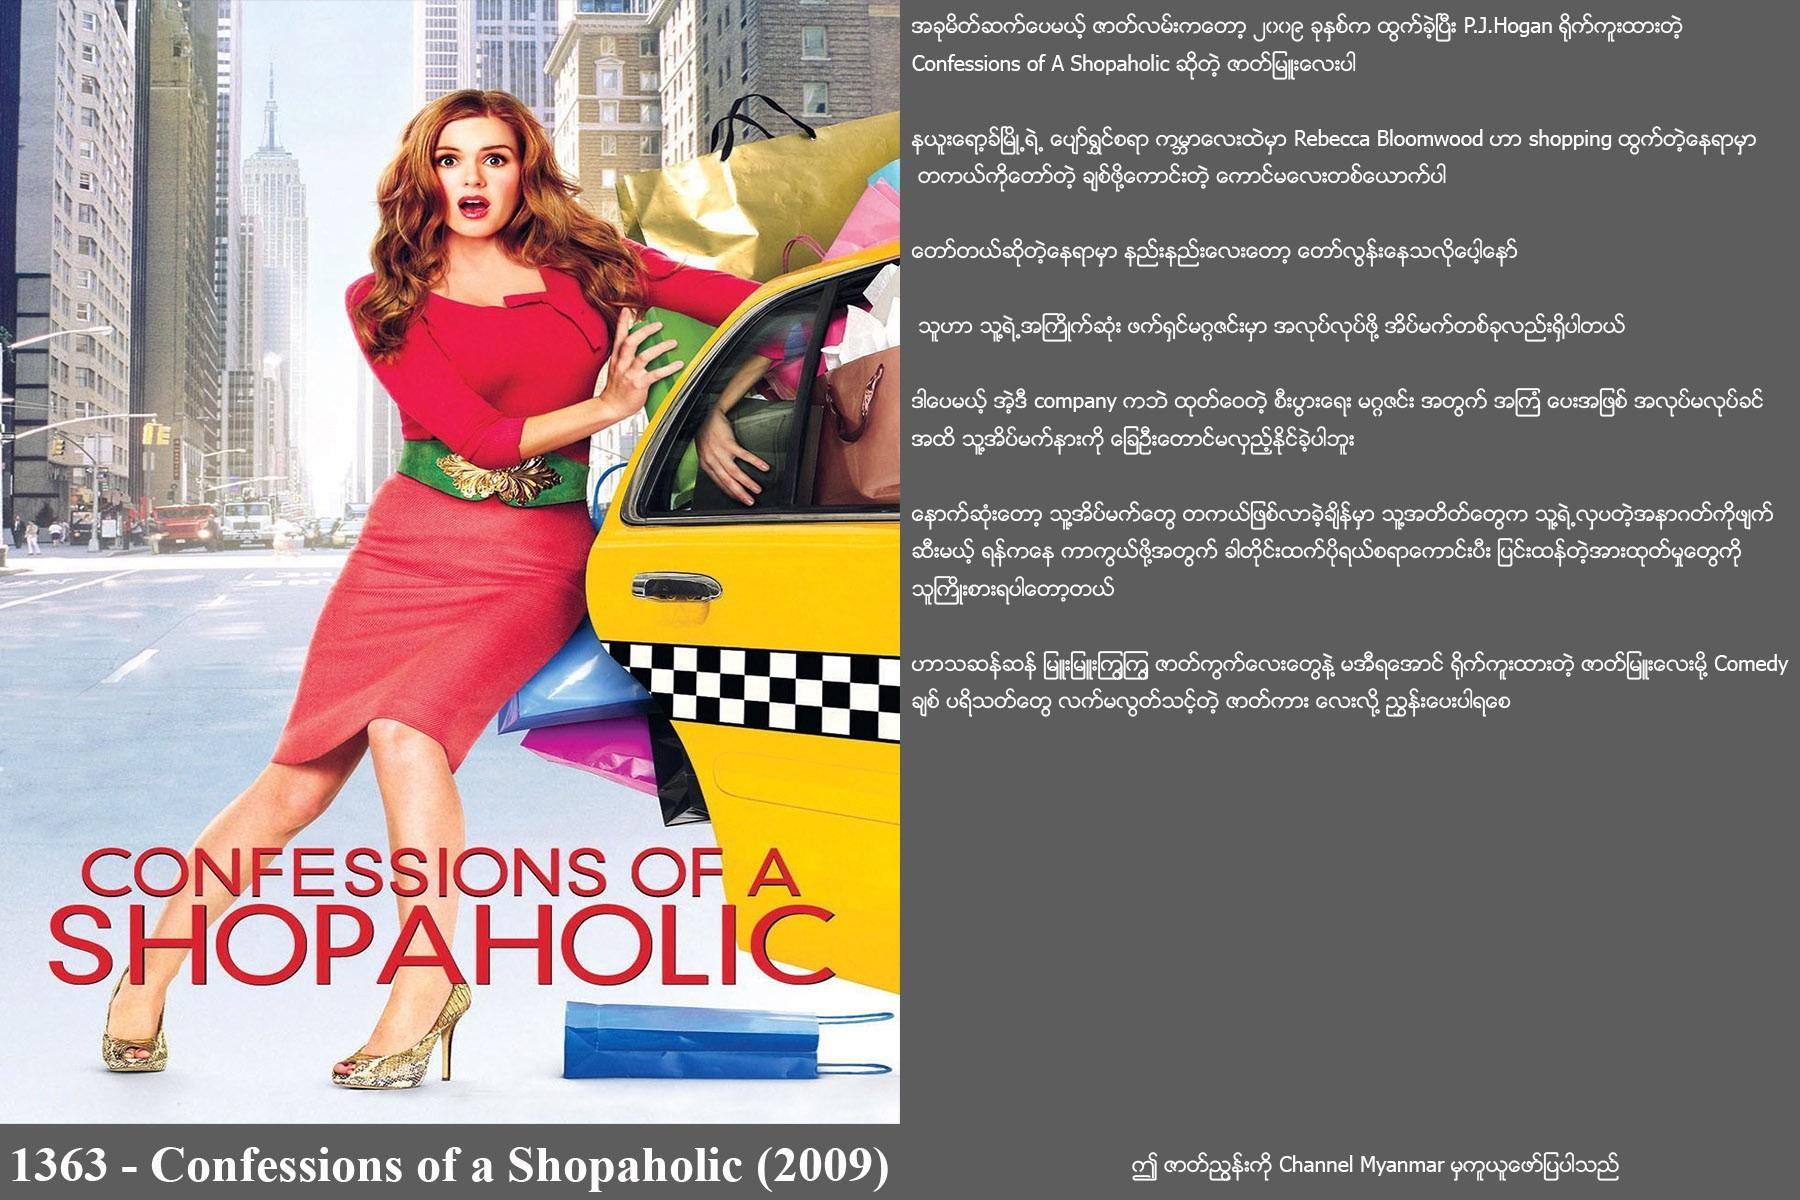 အခုမိတ်ဆက်ပေမယ့် ဇာတ်လမ်းကတော့ ၂၀၀၉ ခုနှစ်က ထွက်ခဲ့ပြီး P.J.Hogan ရိုက်ကူးထားတဲ့
Confessions of A Shopaholic ဆိုတဲ့ ဇာတ်မြူးလေးပါ
နယူးရော့ခ်မြို့ရဲ့ ပျော်ရွှင်စရာ ကမ္ဘာလေးထဲမှာ Rebecca Bloomwood ဟာ shopping ထွက်တဲ့နေရာမှာ
တကယ်ကိုတော်တဲ့ ချစ်ဖို့ကောင်းတဲ့ ကောင်မလေးတစ်ယောက်ပါ
တော်တယ်ဆိုတဲ့နေရာမှာ နည်းနည်းလေးတော့ တော်လွန်းနေသလိုပေါ့နော်
သူဟာ သူ့ရဲ့အကြိုက်ဆုံး ဖက်ရှင်မဂ္ဂဇင်းမှာ အလုပ်လုပ်ဖို့ အိပ်မက်တစ်ခုလည်းရှိပါတယ်
ဒါပေမယ့် အဲ့ဒီ company ကဘဲ ထုတ်ဝေတဲ့ စီးပွားရေး မဂ္ဂဇင်း အတွက် အကြံ ပေးအဖြစ် အလုပ်မလုပ်ခင်
အထိ သူ့အိပ်မက်နားကို ခြေဦးတောင်မလှည့်နိုင်ခဲ့ပါဘူး
နောက်ဆုံးတော့ သူ့အိပ်မက်တွေ တကယ်ဖြစ်လာခဲ့ချိန်မှာ သူ့အတိတ်တွေက သူ့ရဲ့လှပတဲ့အနာဂတ်ကိုဖျက်
ဆီးမယ့် ရန်ကနေ ကာကွယ်ဖို့အတွက် ခါတိုင်းထက်ပိုရယ်စရာကောင်းပီး ပြင်းထန်တဲ့အားထုတ်မှုတွေကို
သူကြိုးစားရပါတော့တယ်
ဟာသဆန်ဆန် မြူးမြူးကြွကြွ ဇာတ်ကွက်လေးတွေနဲ့ မအီရအောင် ရိုက်ကူးထားတဲ့ ဇာတ်မြူးလေးမို့ Comedy
ချစ် ပရိသတ်တွေ လက်မလွတ်သင့်တဲ့ ဇာတ်ကား လေးလို့ ညွှန်းပေးပါရစေ
CONFESSIONS OF A
SHOPAHOLIC
1363 - Confessions of a Shopaholic (2009)
ဤ ဇာတ်ညွှန်းကို Channel Myanmar မှကူယူဖော်ပြပါသည်